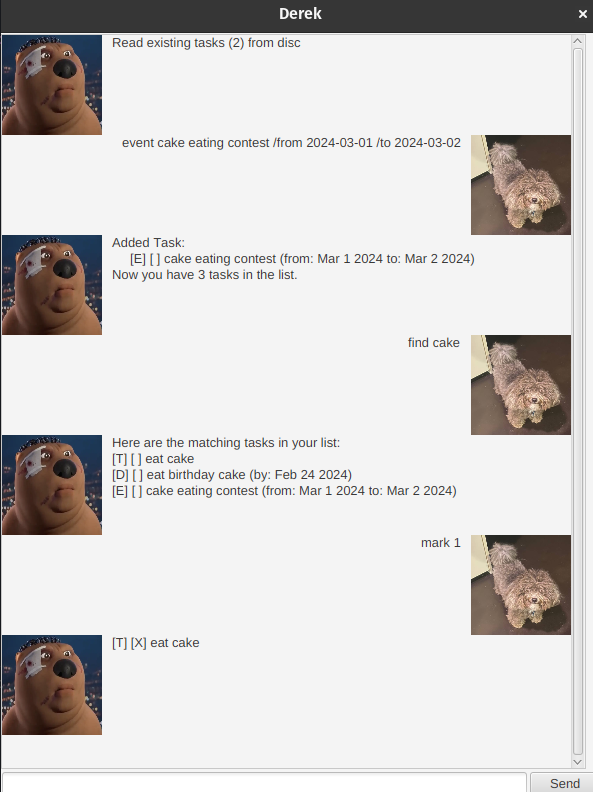 Derek
Read existing tasks (2) from disc
event cake eating contest /from 2024-03-01 /to 2024-03-02
Added Task:
[E] [ ] cake eating contest (from: Mar 1 2024 to: Mar 2 2024)
Now you have 3 tasks in the list.
find cake
Here are the matching tasks in your list:
[T] [ ] eat cake
[D] [ ] eat birthday cake (by: Feb 24 2024)
[E] [ ] cake eating contest (from: Mar 1 2024 to: Mar 2 2024)
mark 1
[T] [X] eat cake
Send